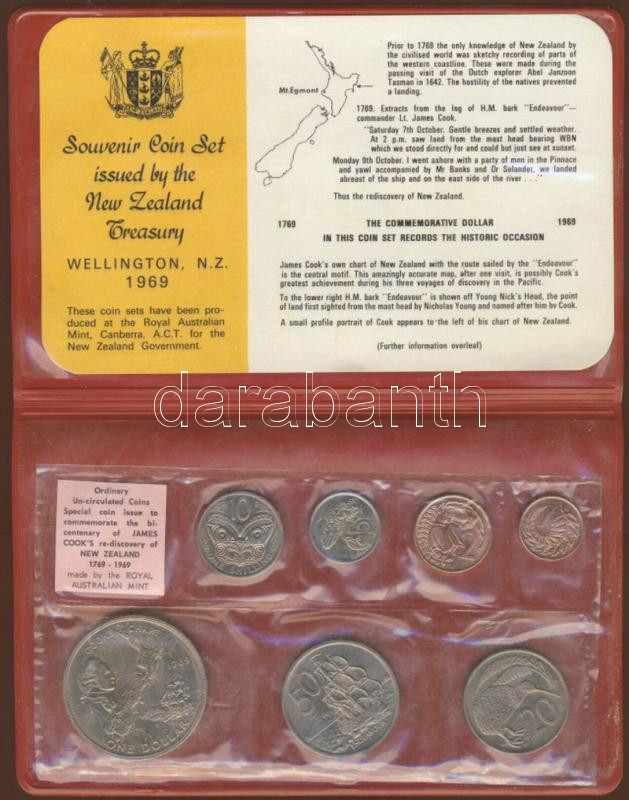 NEW ZEALAND
Souvenir Coin Set
issued by the
New Zealand
Treasury
WELLINGTON, N.Z.
1969
These coin sets have been pro-
duced at the Royal Australian
Mint, Canberra, A.C.T. for the
New Zealand Government.
Mt.Egmont
Prior to 1769 the only knowledge of New Zealand by
the civilised world was sketchy recording of parts of
the western coastline. These were made during the
passing visit of the Dutch explorer Abel Janzoon
Tasman in 1642. The hostility of the natives prevented
a landing.
1769. Extracts from the log of H.M. bark "Endeavour"—
commander Lt. James Cook.
"Saturday 7th October. Gentle breezes and settled weather..
At 2 p.m. saw land from the mast head bearing WBN
which we stood directly for and could but just see at sunset.
Monday 9th October. I went ashore with a party of men in the Pinnace
and yawl accompanied by Mr Banks and Dr Solander, we landed
abreast of the ship and on the east side of the river . . ."
Thus the rediscovery of New Zealand.
1769 THE COMMEMORATIVE DOLLAR 1969
IN THIS COIN SET RECORDS THE HISTORIC OCCASION
James Cook's own chart of New Zealand with the route sailed by the "Endeavour"
is the central motif. This amazingly accurate map, after one visit, is possibly Cook's
greatest achievement during his three voyages of discovery in the Pacific.
To the lower right H.M. bark "Endeavour" is shown off Young Nick's Head, the point
of land first sighted from the mast head by Nicholas Young and named after him by Cook.
A small profile portrait of Cook appears to the left of his chart of New Zealand.
(Further information overleaf)
darabanth
Ordinary
Un-circulated Coins
Special coin issue to
commemorate the bi-
centenary of JAMES
COOK'S re-discovery of
NEW ZEALAND
1769 - 1969
made by the ROYAL
AUSTRALIAN MINT
10
ONE SHILLING
5
COOK'S CHART
1769
ONE DOLLAR
50
20